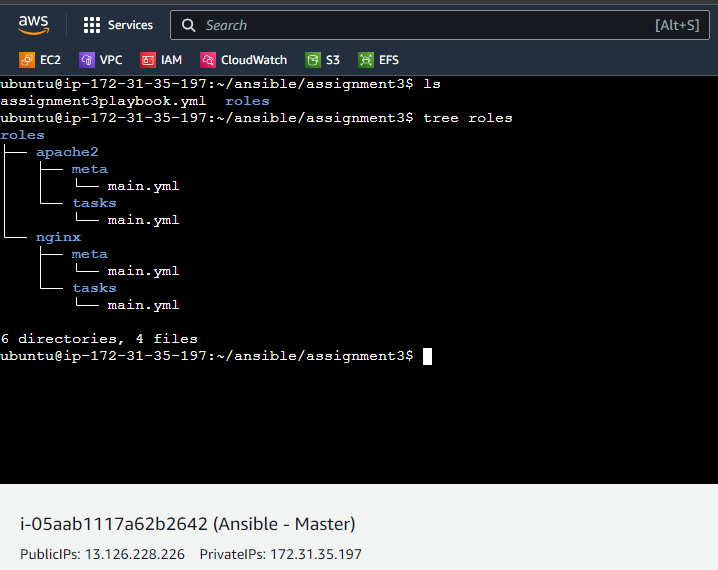 aws Services Search [Alt+S]
EC2 VPC IAM CloudWatch S3 EFS
ubuntu@ip-172-31-35-197:~/ansible/assignment3$ ls
assignment3playbook.yml  roles
ubuntu@ip-172-31-35-197:~/ansible/assignment3$ tree roles
roles
├── apache2
│   ├── meta
│   │   └── main.yml
│   └── tasks
│       └── main.yml
└── nginx
    ├── meta
    │   └── main.yml
    └── tasks
        └── main.yml
6 directories, 4 files
ubuntu@ip-172-31-35-197:~/ansible/assignment3$
i-05aab1117a62b2642 (Ansible - Master)
PublicIPs: 13.126.228.226 PrivateIPs: 172.31.35.197